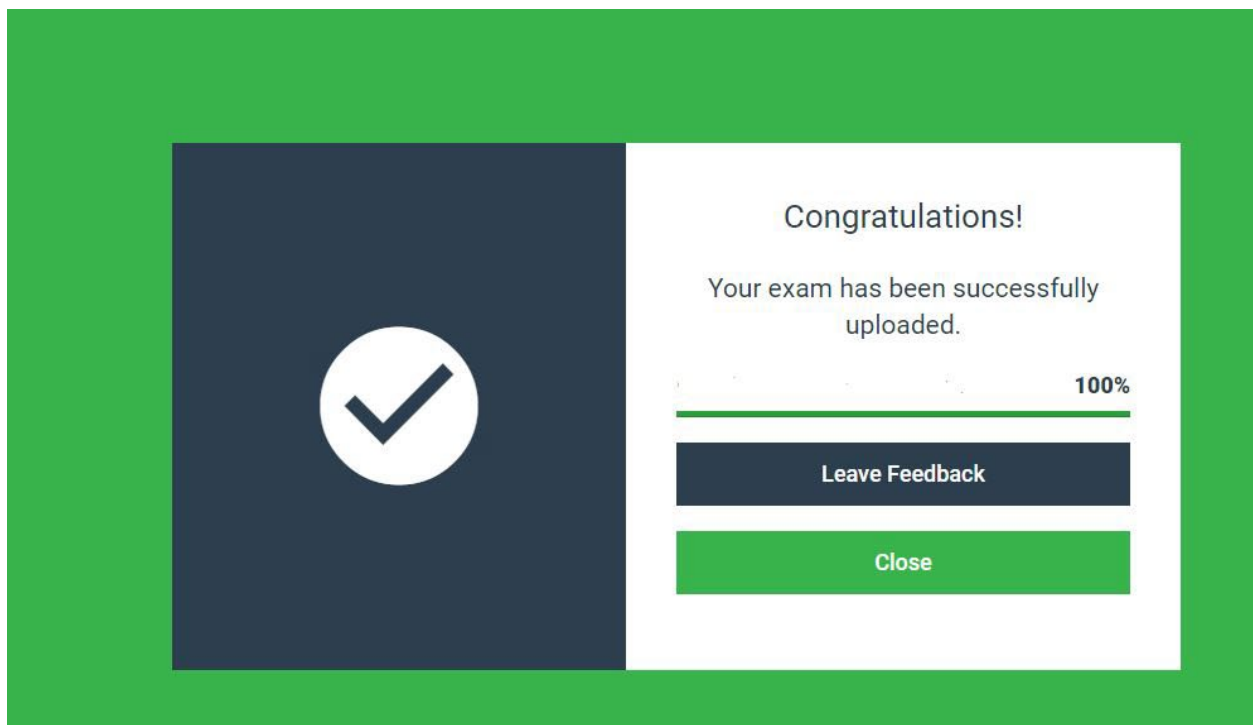 Congratulations!
Your exam has been successfully
uploaded.
100%
Leave Feedback
Close